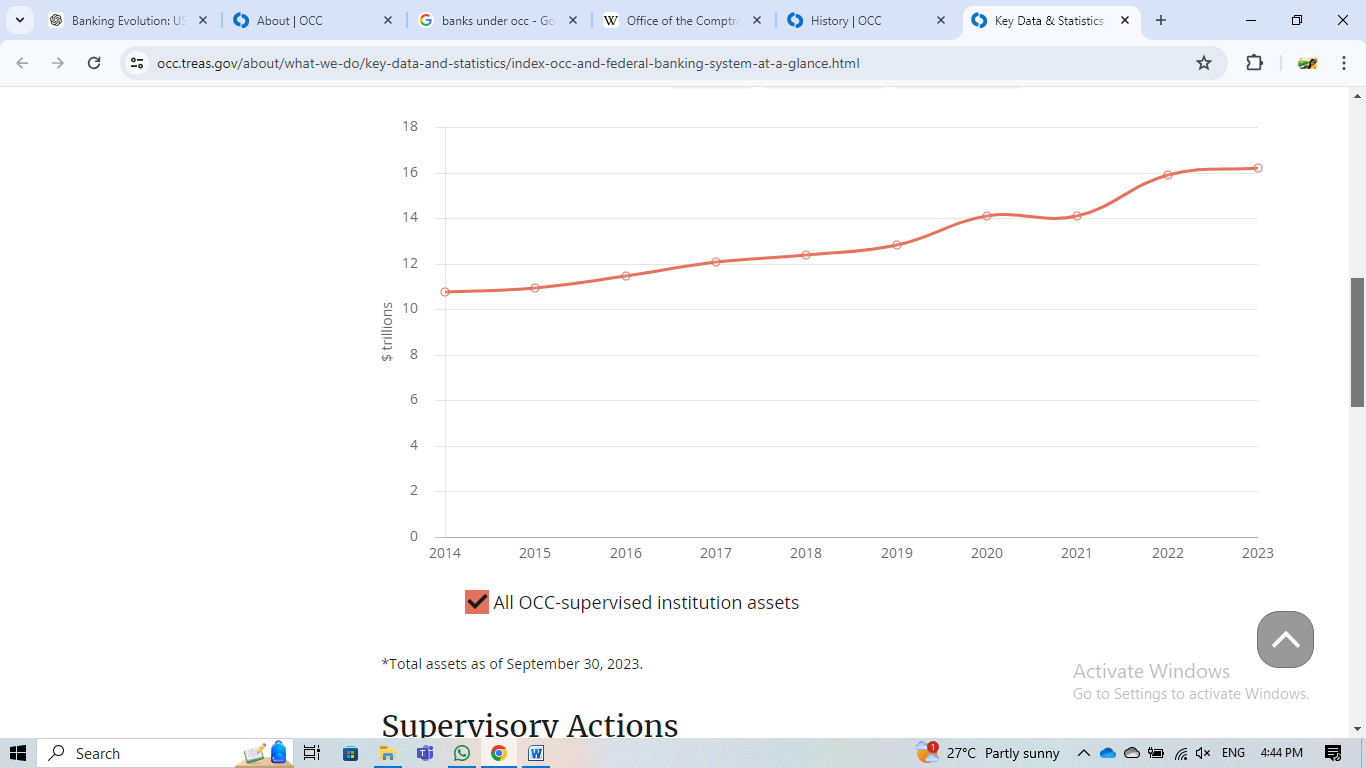 Banking Evolution: US
About | OCC
banks under occ - Go
Office of the Comptro
History | OCC
Key Data & Statistics
occ.treas.gov/about/what-we-do/key-data-and-statistics/index-occ-and-federal-banking-system-at-a-glance.html
18
16
14
12
10
8
6
4
2
0
$ trillions
2014 2015 2016 2017 2018 2019 2020 2021 2022 2023
All OCC-supervised institution assets
*Total assets as of September 30, 2023.
Activate Windows
Go to Settings to activate Windows.
Supervisory Actions
Search
1
27°C Partly sunny
ENG
4:44 PM